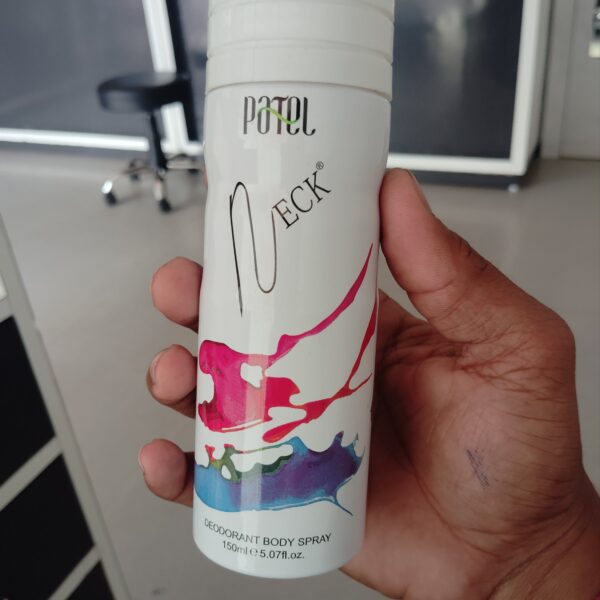 PaTel
NECK®
DEODORANT BODY SPRAY
150ml ℮ 5.07fl.oz.